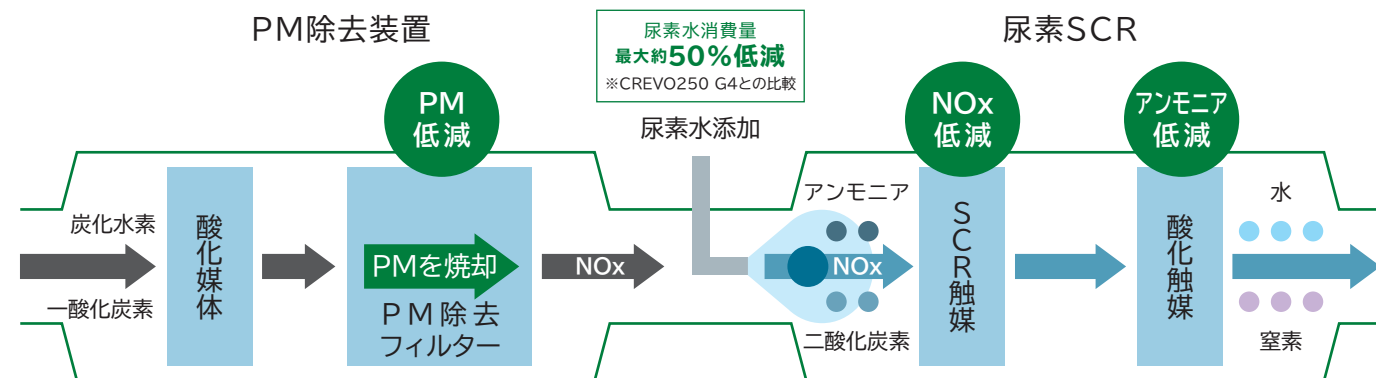 PM除去装置
尿素水消費量
最大約50%低減
※CREVO250 G4との比較
尿素SCR
PM
低減
尿素水添加
NOx
低減
アンモニア
低減
炭化水素
一酸化炭素
酸化媒体
PMを焼却
PM除去
フィルター
NOx
アンモニア
NOx
二酸化炭素
SCR触媒
酸化触媒
水
窒素